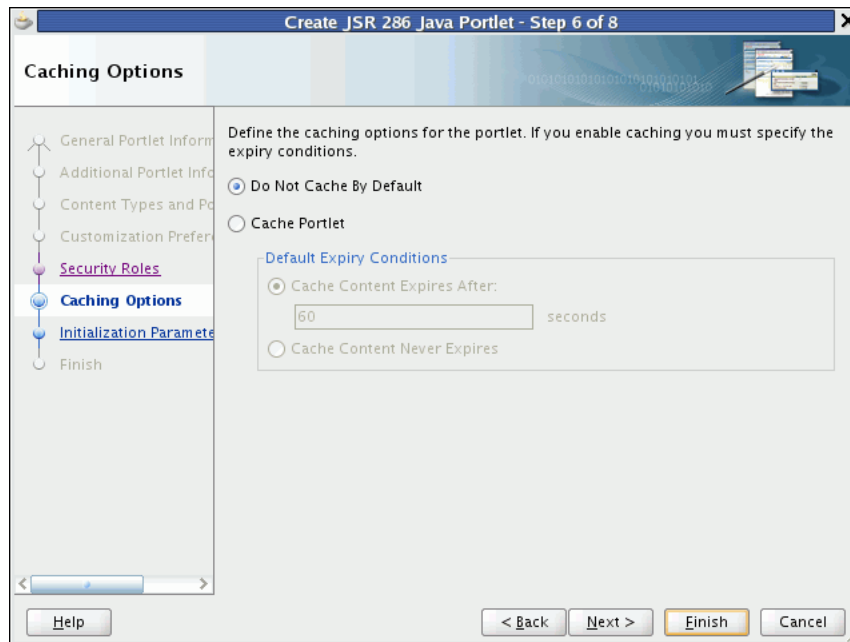 Create JSR 286 Java Portlet - Step 6 of 8
Caching Options
General Portlet Inform
Additional Portlet Info
Content Types and Po
Customization Prefer
Security Roles
Caching Options
Initialization Paramete
Finish
Define the caching options for the portlet. If you enable caching you must specify the
expiry conditions.
Do Not Cache By Default
Cache Portlet
Default Expiry Conditions
Cache Content Expires After:
60 seconds
Cache Content Never Expires
Help
< Back
Next >
Finish
Cancel